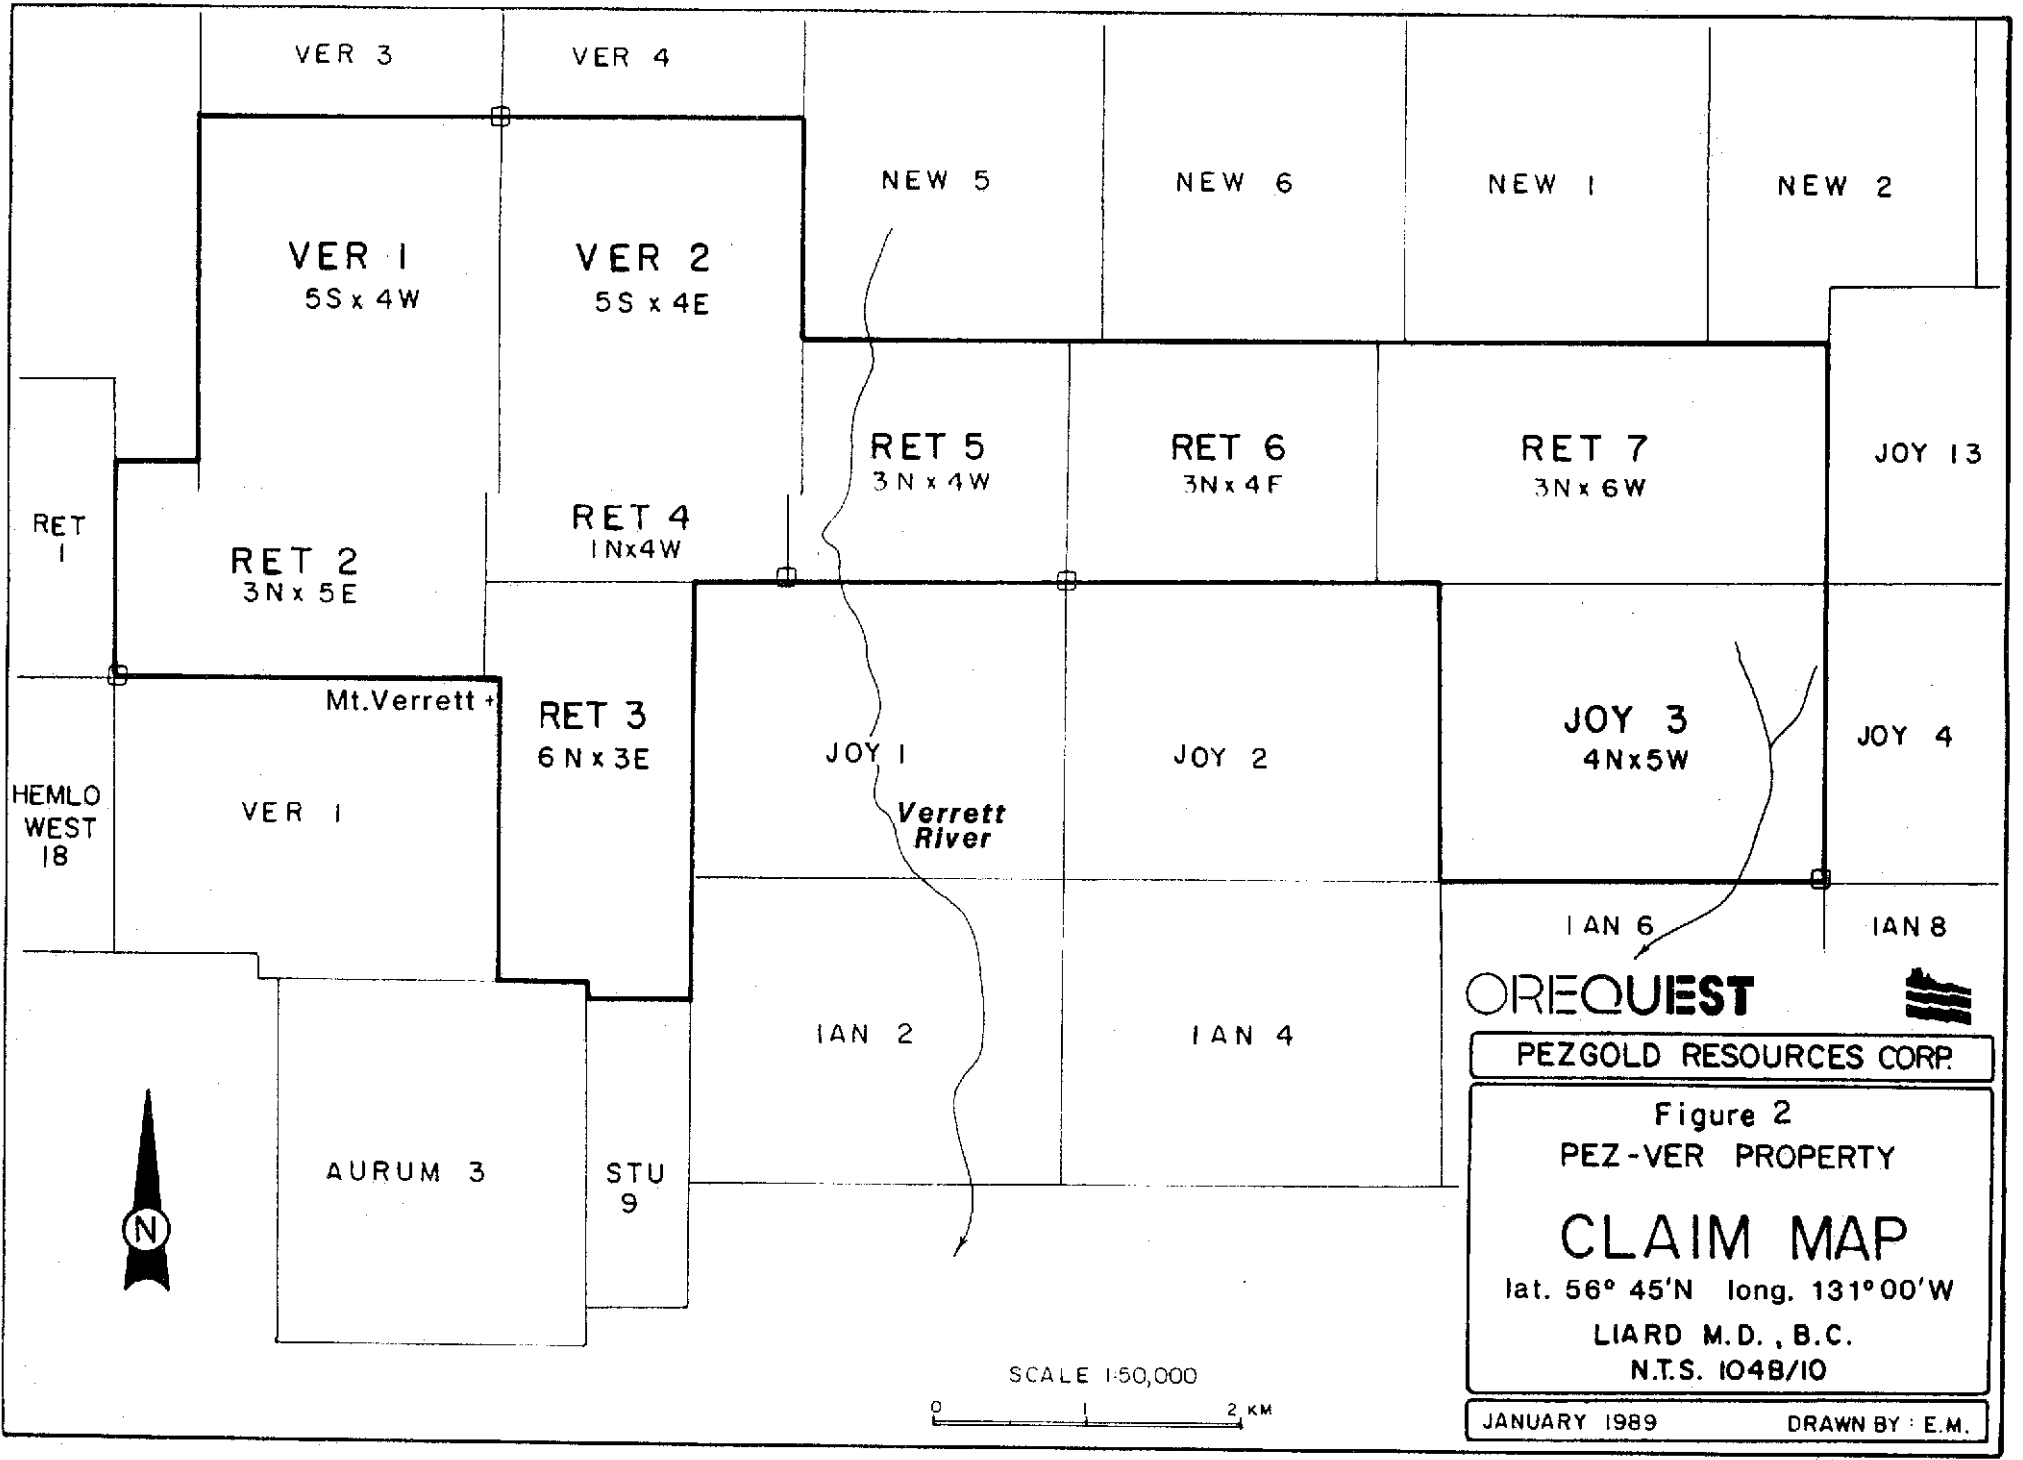 VER 3
VER 4
NEW 5
NEW 6
NEW 1
NEW 2
VER 1
5S x 4W
VER 2
5S x 4E
RET 5
3N x 4W
RET 6
3N x 4F
RET 7
3N x 6W
JOY 13
RET
1
RET 4
1Nx4W
RET 2
3N x 5E
Mt.Verrett +
RET 3
6N x 3E
JOY 1
JOY 2
JOY 3
4Nx5W
JOY 4
HEMLO
WEST
18
VER 1
Verrett
River
IAN 6
IAN 8
IAN 2
IAN 4
AURUM 3
STU
9
N
OREQUEST
PEZGOLD RESOURCES CORP.
Figure 2
PEZ-VER PROPERTY
CLAIM MAP
lat. 56° 45'N long. 131°00'W
LIARD M.D., B.C.
N.T.S. 104B/10
SCALE 1:50,000
0 1 2 KM
JANUARY 1989 DRAWN BY : E.M.